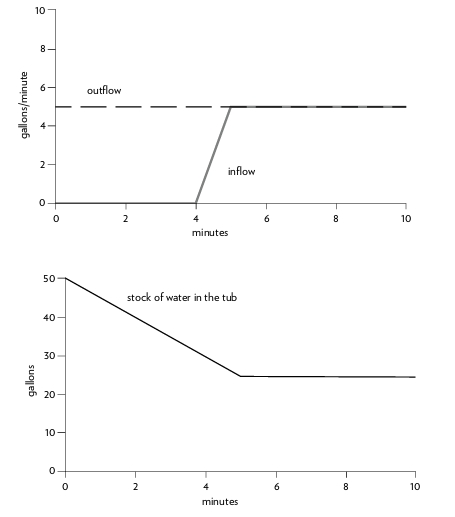 10
8
6
4
2
0
gallons/minute
outflow
inflow
0 2 4 6 8 10
minutes
50
40
30
20
10
0
gallons
stock of water in the tub
0 2 4 6 8 10
minutes